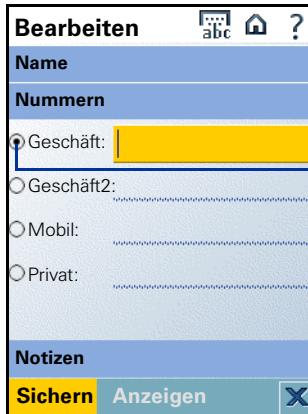 Bearbeiten abc ?
Name
Nummern
Geschäft:
Geschäft2:
Mobil:
Privat:
Notizen
Sichern Anzeigen X